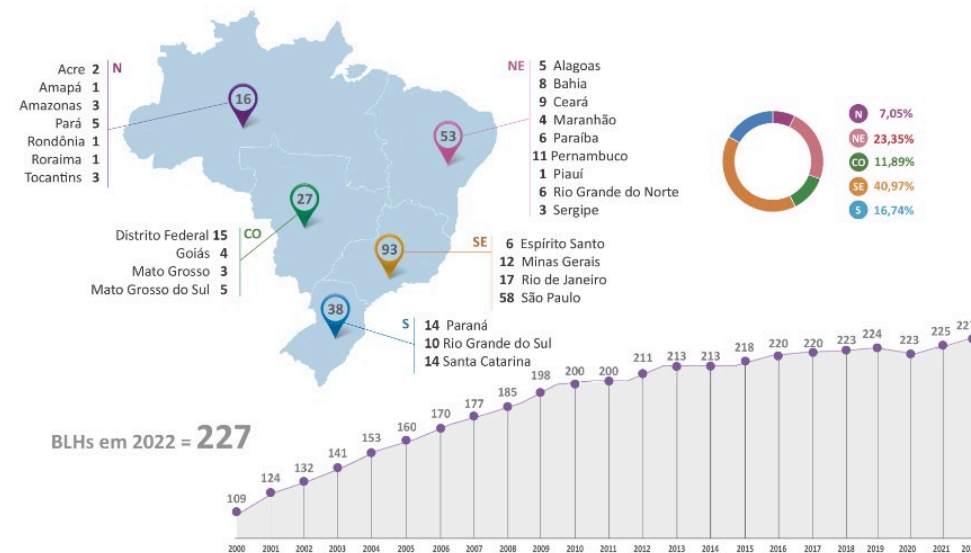 Acre 2 N
Amapá 1
Amazonas 3
Pará 5
Rondônia 1
Roraima 1
Tocantins 3
16
NE 5 Alagoas
8 Bahia
9 Ceará
4 Maranhão
6 Paraíba
11 Pernambuco
1 Piauí
6 Rio Grande do Norte
3 Sergipe
53
N 7,05%
NE 23,35%
CO 11,89%
SE 40,97%
S 16,74%
27
Distrito Federal 15 CO
Goiás 4
Mato Grosso 3
Mato Grosso do Sul 5
93
SE 6 Espírito Santo
12 Minas Gerais
17 Rio de Janeiro
58 São Paulo
38
S 14 Paraná
10 Rio Grande do Sul
14 Santa Catarina
BLHs em 2022 = 227
109 124 132 141 153 160 170 177 185 198 200 200 211 213 213 218 220 220 223 224 223 225 227
2000 2001 2002 2003 2004 2005 2006 2007 2008 2009 2010 2011 2012 2013 2014 2015 2016 2017 2018 2019 2020 2021